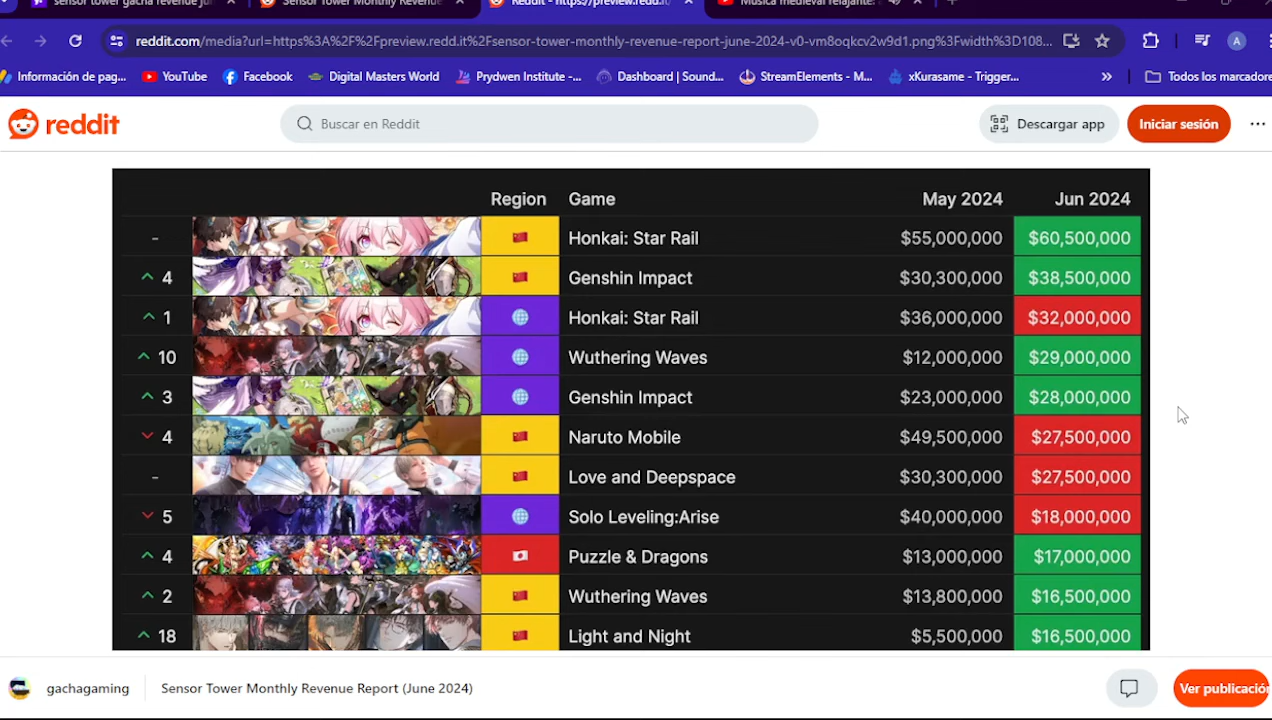 sensor tower gacha revenue ju
Sensor Tower Monthly Revenue
Reddit - https://preview.redd.i
Musica medieval relajante:
reddit.com/media?url=https%3A%2F%2Fpreview.redd.it%2Fsensor-tower-monthly-revenue-report-june-2024-v0-vm8oqkcv2w9d1.png%3Fwidth%3D108...
A
Información de pag...
YouTube
Facebook
Digital Masters World
Prydwen Institute -...
Dashboard | Sound...
StreamElements - M...
xKurasame - Trigger...
»
Todos los marcadore
reddit
Buscar en Reddit
Descargar app
Iniciar sesión
Region Game May 2024 Jun 2024
- Honkai: Star Rail $55,000,000 $60,500,000
4 Genshin Impact $30,300,000 $38,500,000
1 Honkai: Star Rail $36,000,000 $32,000,000
10 Wuthering Waves $12,000,000 $29,000,000
3 Genshin Impact $23,000,000 $28,000,000
4 Naruto Mobile $49,500,000 $27,500,000
- Love and Deepspace $30,300,000 $27,500,000
5 Solo Leveling:Arise $40,000,000 $18,000,000
4 Puzzle & Dragons $13,000,000 $17,000,000
2 Wuthering Waves $13,800,000 $16,500,000
18 Light and Night $5,500,000 $16,500,000
gachagaming
Sensor Tower Monthly Revenue Report (June 2024)
Ver publicación